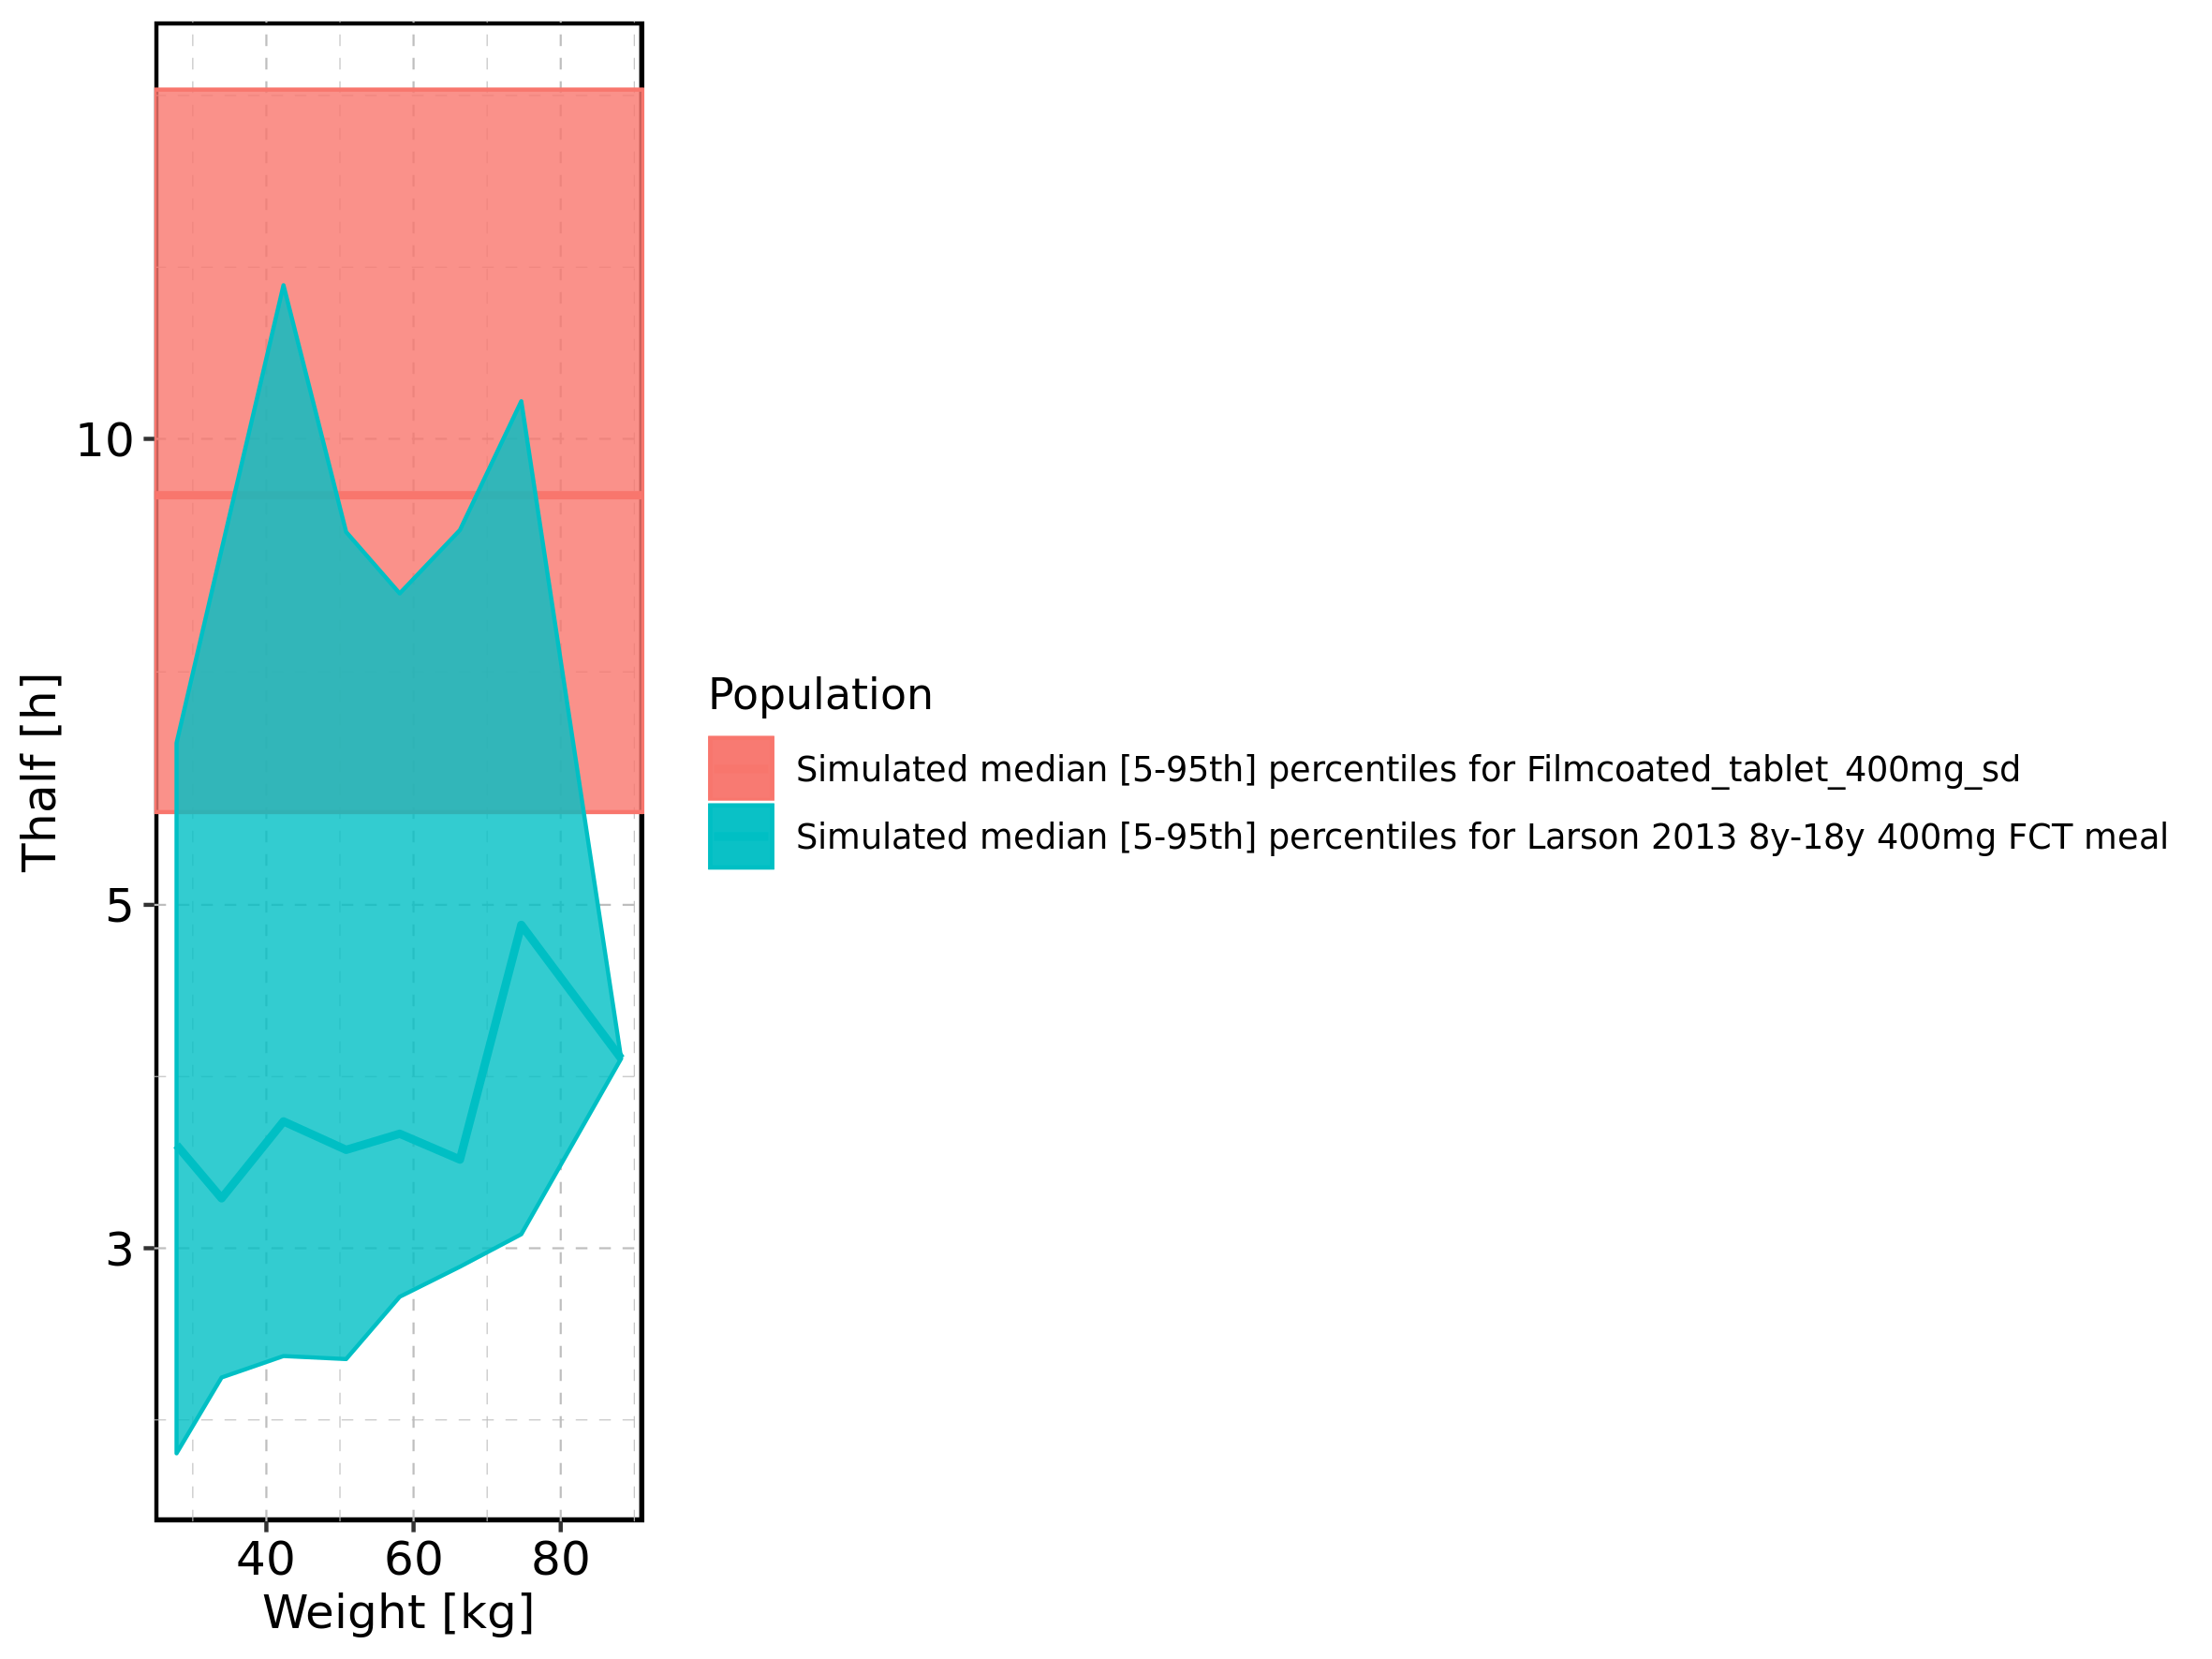 10
5
3
Thalf [h]
40 60 80
Weight [kg]
Population
Simulated median [5-95th] percentiles for Filmcoated_tablet_400mg_sd
Simulated median [5-95th] percentiles for Larson 2013 8y-18y 400mg FCT meal